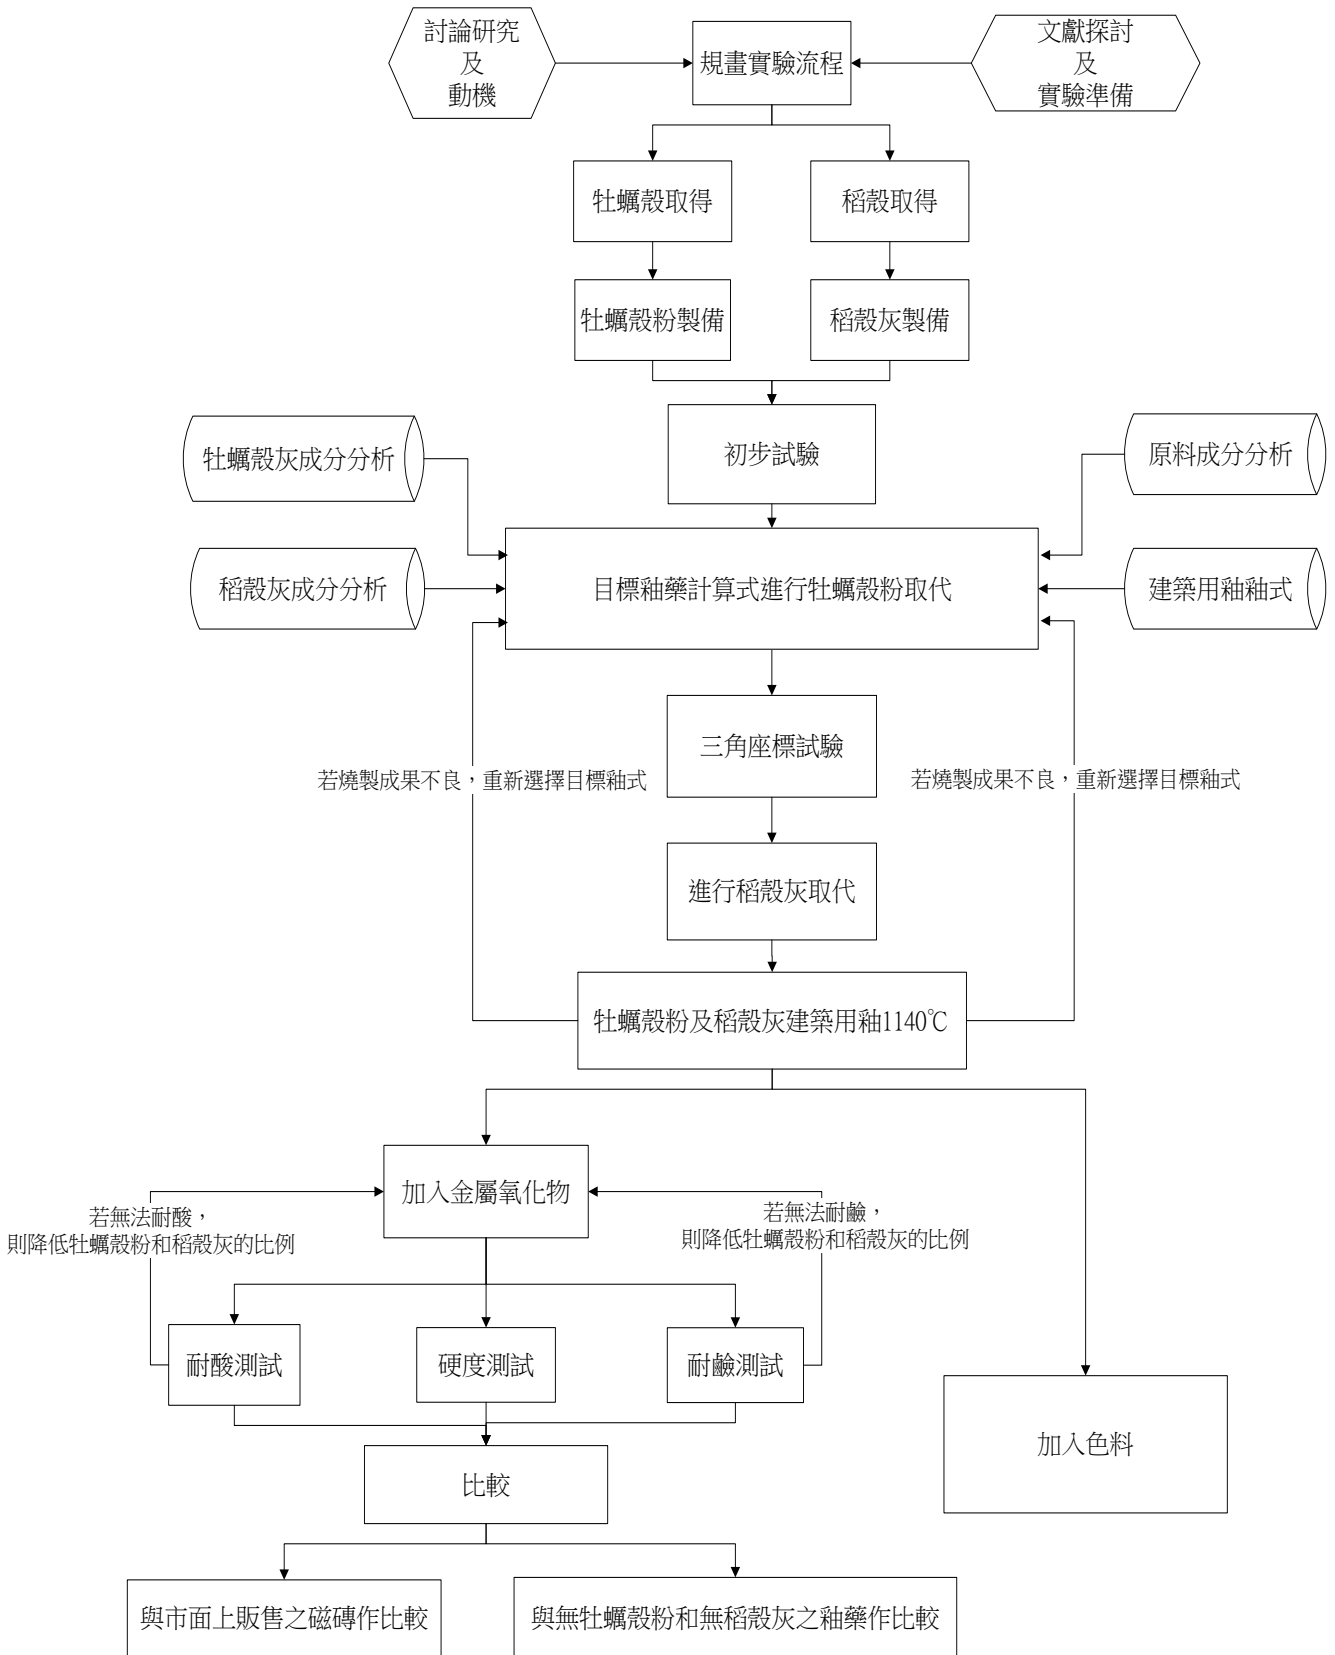 討論研究
及
動機
規畫實驗流程
文獻探討
及
實驗準備
牡蠣殼取得
稻殼取得
牡蠣殼粉製備
稻殼灰製備
初步試驗
牡蠣殼灰成分分析
原料成分分析
稻殼灰成分分析
目標釉藥計算式進行牡蠣殼粉取代
建築用釉釉式
三角座標試驗
若燒製成果不良，重新選擇目標釉式
若燒製成果不良，重新選擇目標釉式
進行稻殼灰取代
牡蠣殼粉及稻殼灰建築用釉1140℃
加入金屬氧化物
若無法耐酸，
則降低牡蠣殼粉和稻殼灰的比例
若無法耐鹼，
則降低牡蠣殼粉和稻殼灰的比例
耐酸測試
硬度測試
耐鹼測試
加入色料
比較
與市面上販售之磁磚作比較
與無牡蠣殼粉和無稻殼灰之釉藥作比較